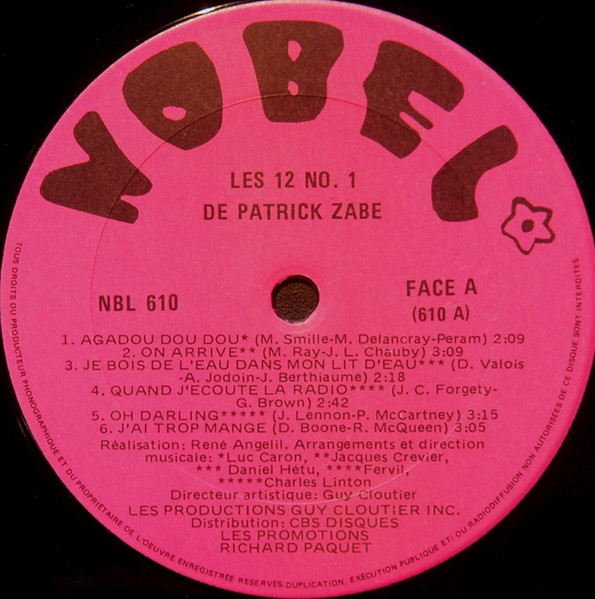 NOBEL
LES 12 NO. 1
DE PATRICK ZABE
NBL 610
FACE A
(610 A)
1. AGADOU DOU DOU* (M. Smille-M. Delancray-Peram) 2:09
2. ON ARRIVE** (M. Ray-J. L. Chauby) 3:09
3. JE BOIS DE L'EAU DANS MON LIT D'EAU*** (D. Valois
-A. Jodoin-J. Berthiaume) 2:18
4. QUAND J'ECOUTE LA RADIO**** (J. C. Forgety-
G. Brown) 2:42
5. OH DARLING***** (J. Lennon-P. McCartney) 3:15
6. J'AI TROP MANGE (D. Boone-R. McQueen) 3:05
Réalisation: René Angelil. Arrangements et direction
musicale: *Luc Caron, **Jacques Crevier,
*** Daniel Hétu, ****Fervil,
*****Charles Linton
Directeur artistique: Guy Cloutier
LES PRODUCTIONS GUY CLOUTIER INC.
Distribution: CBS DISQUES
LES PROMOTIONS
RICHARD PAQUET
TOUS DROITS DU PRODUCTEUR PHONOGRAPHIQUE ET DU PROPRIÉTAIRE DE L'OEUVRE ENREGISTRÉE RESERVÉS. DUPLICATION, EXÉCUTION PUBLIQUE ET/OU RADIODIFFUSION NON AUTORISÉES DE CE DISQUE SONT INTERDITES